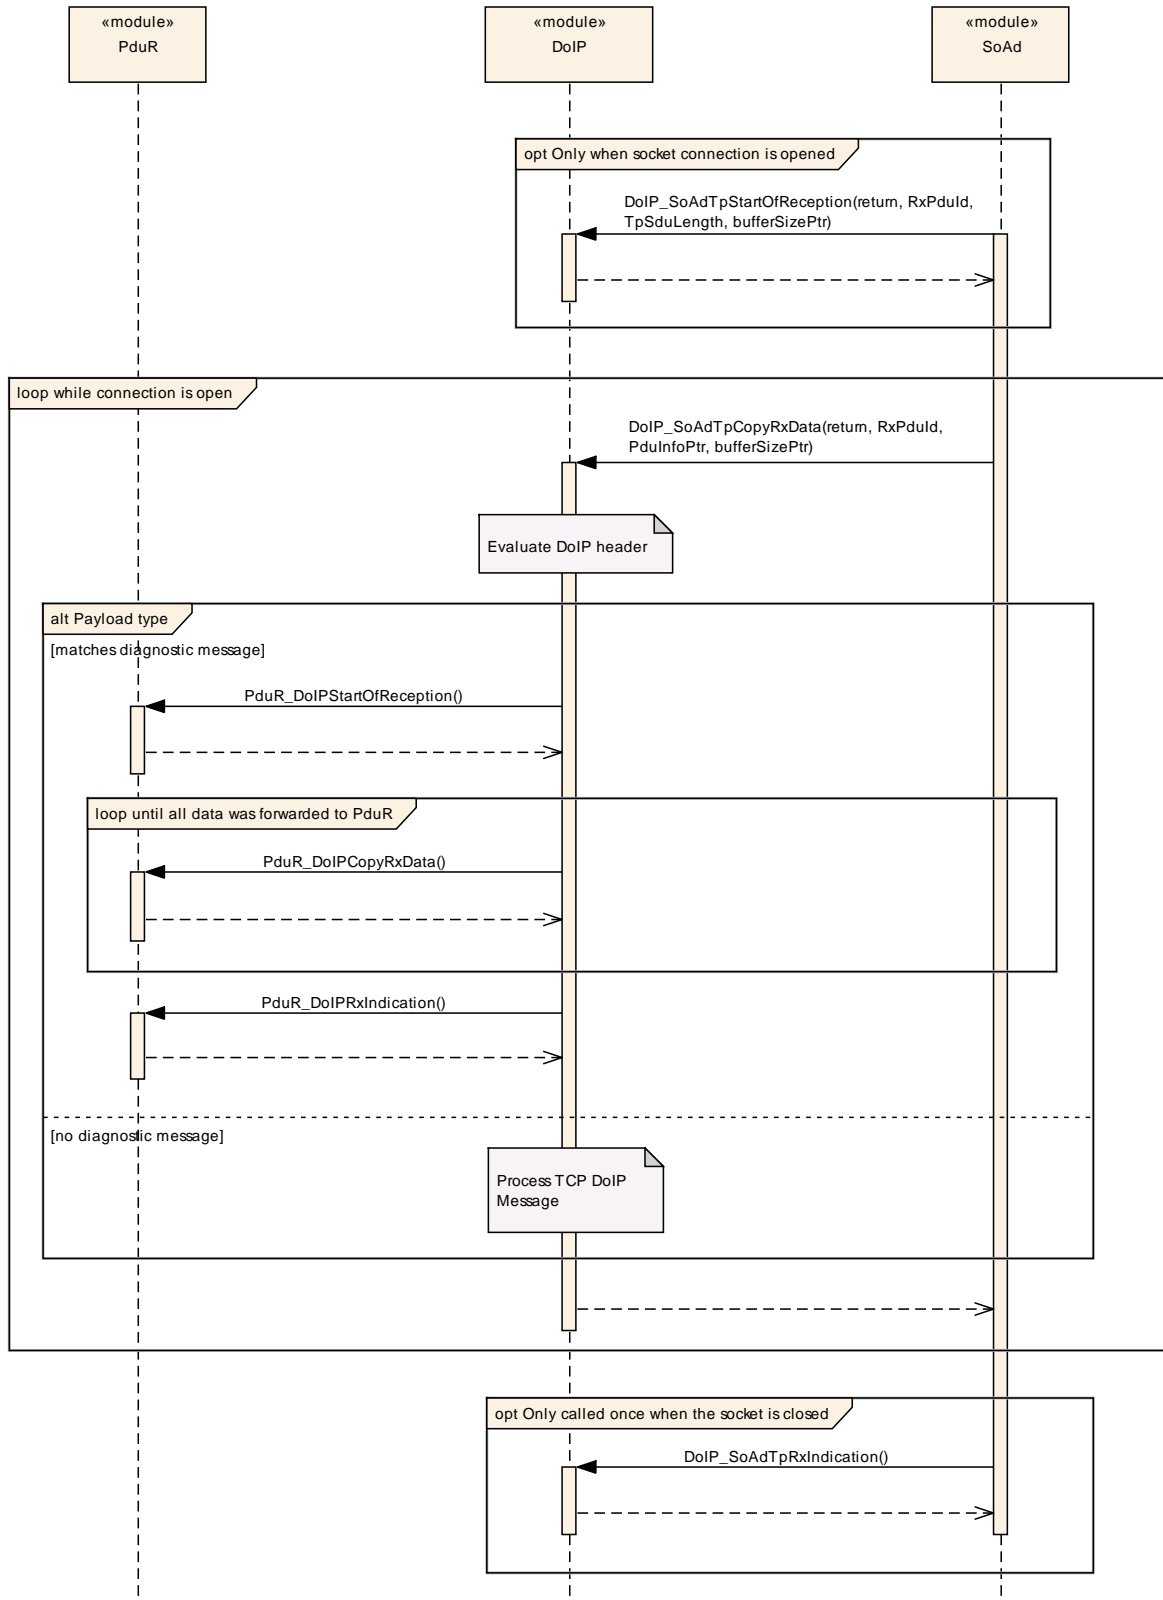 «module»
PduR
«module»
DoIP
«module»
SoAd
opt Only when socket connection is opened
DoIP_SoAdTpStartOfReception(return, RxPduId,
TpSduLength, bufferSizePtr)
loop while connection is open
DoIP_SoAdTpCopyRxData(return, RxPduId,
PduInfoPtr, bufferSizePtr)
Evaluate DoIP header
alt Payload type
[matches diagnostic message]
PduR_DoIPStartOfReception()
loop until all data was forwarded to PduR
PduR_DoIPCopyRxData()
PduR_DoIPRxIndication()
[no diagnostic message]
Process TCP DoIP
Message
opt Only called once when the socket is closed
DoIP_SoAdTpRxIndication()